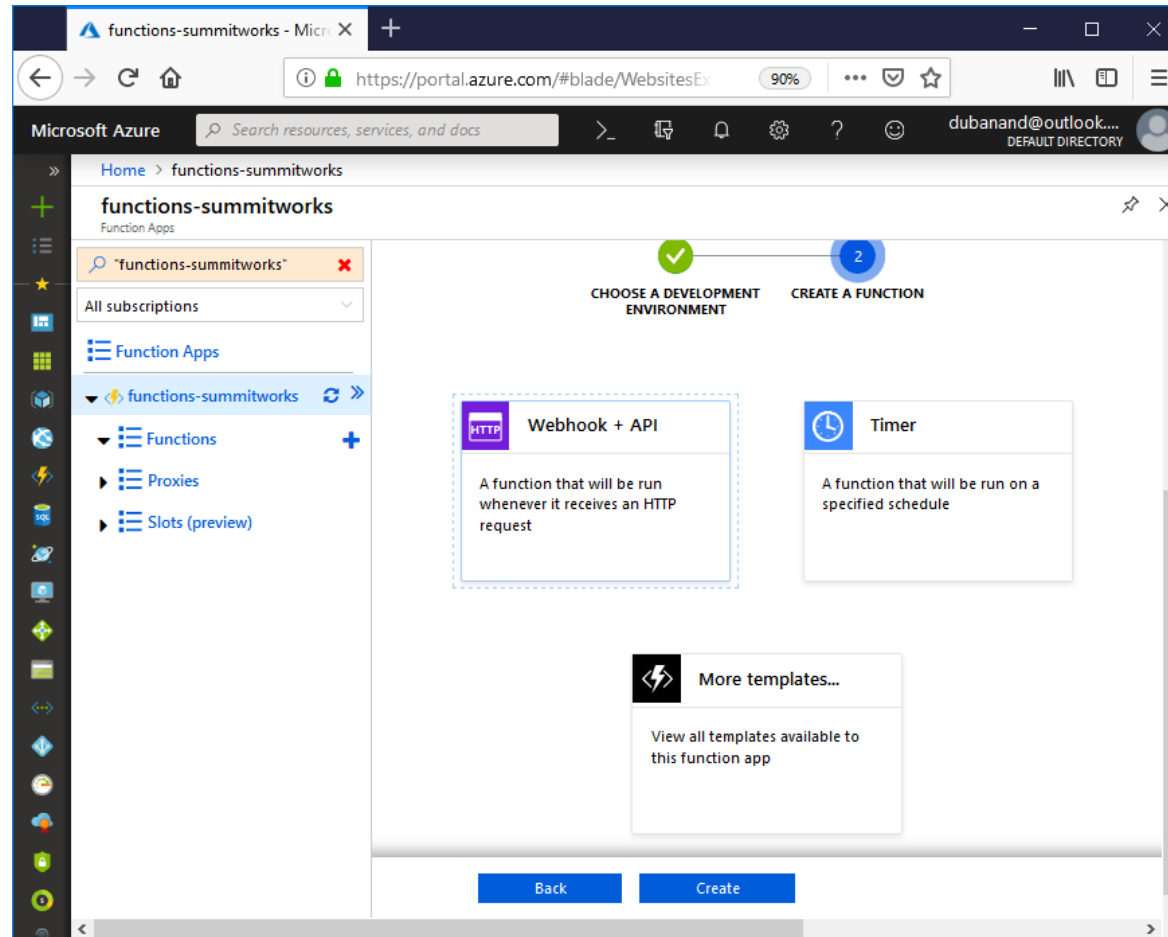 functions-summitworks - Micr
https://portal.azure.com/#blade/WebsitesEx
90%
Microsoft Azure
Search resources, services, and docs
>_
?
dubanand@outlook....
DEFAULT DIRECTORY
Home > functions-summitworks
functions-summitworks
Function Apps
"functions-summitworks"
All subscriptions
Function Apps
functions-summitworks
Functions
Proxies
Slots (preview)
2
CHOOSE A DEVELOPMENT
ENVIRONMENT
CREATE A FUNCTION
HTTP
Webhook + API
A function that will be run
whenever it receives an HTTP
request
Timer
A function that will be run on a
specified schedule
More templates...
View all templates available to
this function app
Back
Create
SQL